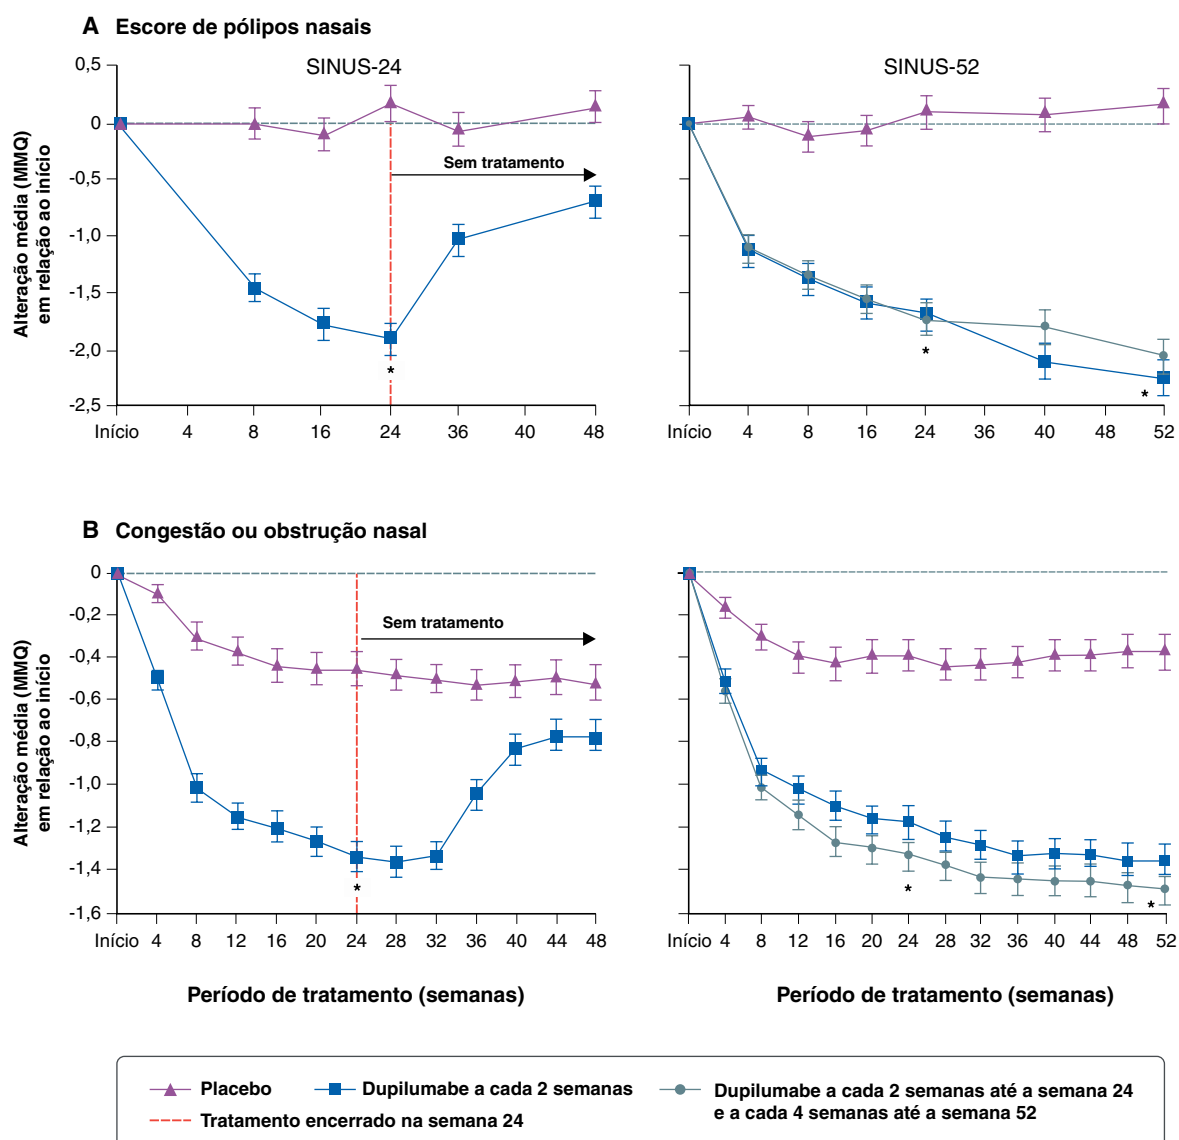 A Escore de pólipos nasais
SINUS-24
Alteração média (MMQ)
em relação ao início
0,5
0
-0,5
-1,0
-1,5
-2,0
-2,5
Sem tratamento
*
Início 4 8 16 24 36 40 48
SINUS-52
*
*
Início 4 8 16 24 36 40 48 52
B Congestão ou obstrução nasal
Alteração média (MMQ)
em relação ao início
0
-0,2
-0,4
-0,6
-0,8
-1,0
-1,2
-1,4
-1,6
Sem tratamento
*
Início 4 8 12 16 20 24 28 32 36 40 44 48
Período de tratamento (semanas)
*
*
Início 4 8 12 16 20 24 28 32 36 40 44 48 52
Período de tratamento (semanas)
Placebo
Dupilumabe a cada 2 semanas
Dupilumabe a cada 2 semanas até a semana 24
e a cada 4 semanas até a semana 52
Tratamento encerrado na semana 24